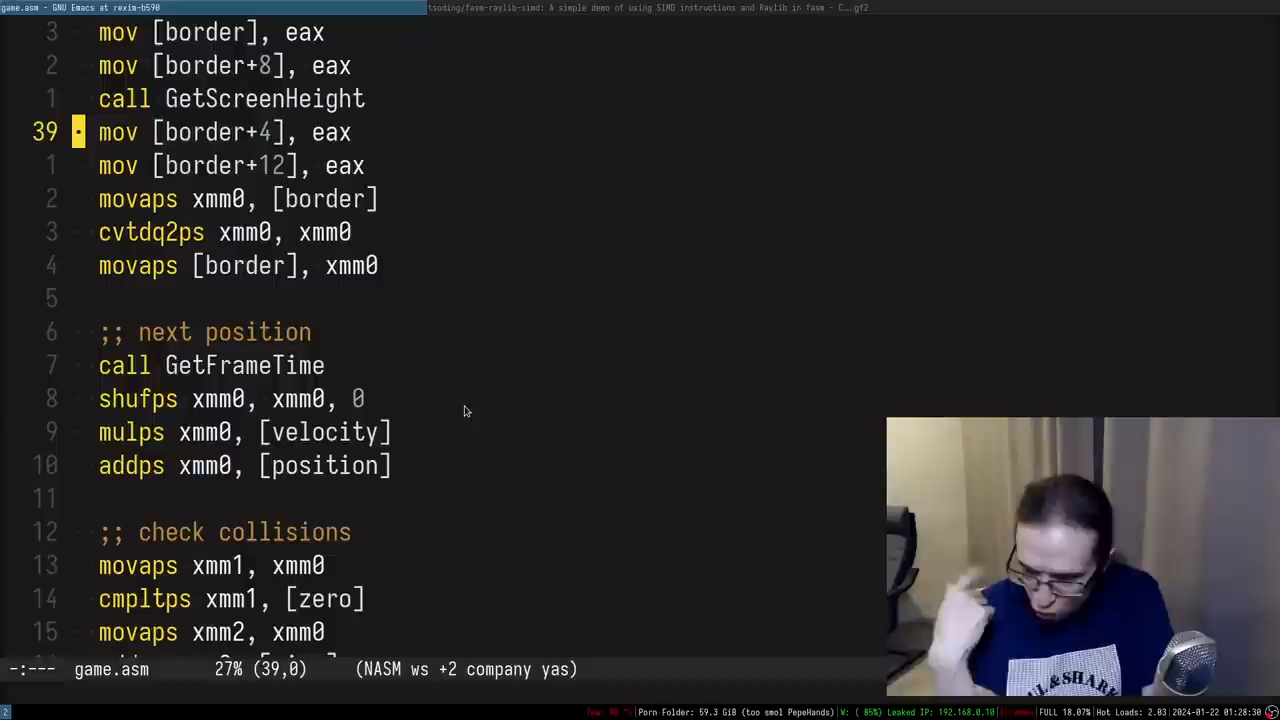 game.asm - GNU Emacs at rexim-b590
tsoding/fasm-raylib-simd: A simple demo of using SIMD instructions and Raylib in fasm - C...gf2
3 mov [border], eax
2 mov [border+8], eax
1 call GetScreenHeight
39 mov [border+4], eax
1 mov [border+12], eax
2 movaps xmm0, [border]
3 cvtdq2ps xmm0, xmm0
4 movaps [border], xmm0
5
6 ;; next position
7 call GetFrameTime
8 shufps xmm0, xmm0, 0
9 mulps xmm0, [velocity]
10 addps xmm0, [position]
11
12 ;; check collisions
13 movaps xmm1, xmm0
14 cmpltps xmm1, [zero]
15 movaps xmm2, xmm0
-:--- game.asm 27% (39,0) (NASM ws +2 company yas)
2 Porn Folder: 59.3 GiB (too smol PepeHands) W: ( 85%) Leaked IP: 192.168.0.10 FULL 18.07% Hot Loads: 2.03 2024-01-22 01:28:30